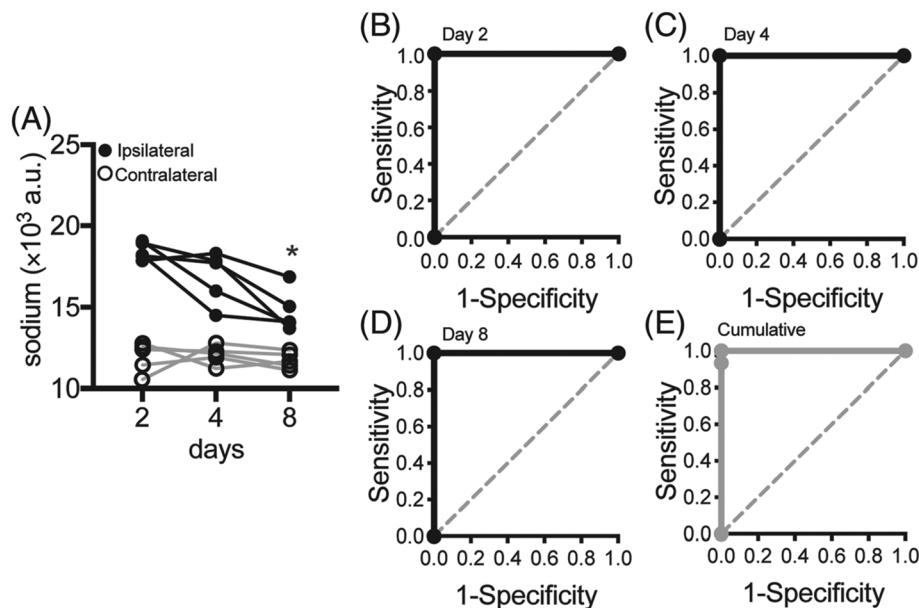 (A)
25
20
15
10
sodium (×10³ a.u.)
Ipsilateral
Contralateral
*
2 4 8
days
(B)
Day 2
1.0
0.8
0.6
0.4
0.2
0.0
Sensitivity
0.0 0.2 0.4 0.6 0.8 1.0
1-Specificity
(C)
Day 4
1.0
0.8
0.6
0.4
0.2
0.0
Sensitivity
0.0 0.2 0.4 0.6 0.8 1.0
1-Specificity
(D)
Day 8
1.0
0.8
0.6
0.4
0.2
0.0
Sensitivity
0.0 0.2 0.4 0.6 0.8 1.0
1-Specificity
(E)
Cumulative
1.0
0.8
0.6
0.4
0.2
0.0
Sensitivity
0.0 0.2 0.4 0.6 0.8 1.0
1-Specificity